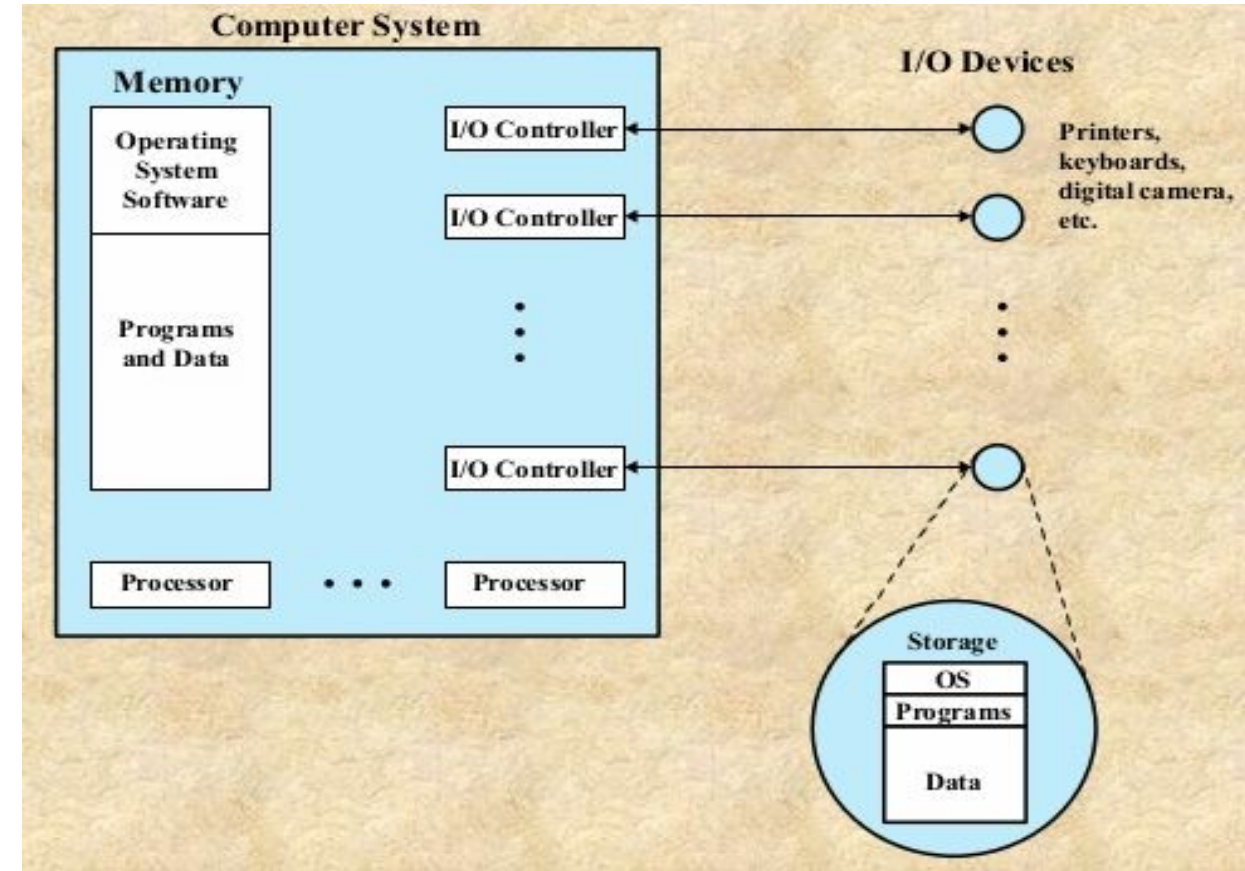 Computer System
Memory
Operating
System
Software
Programs
and Data
I/O Controller
I/O Controller
I/O Controller
Processor
Processor
I/O Devices
Printers,
keyboards,
digital camera,
etc.
Storage
OS
Programs
Data